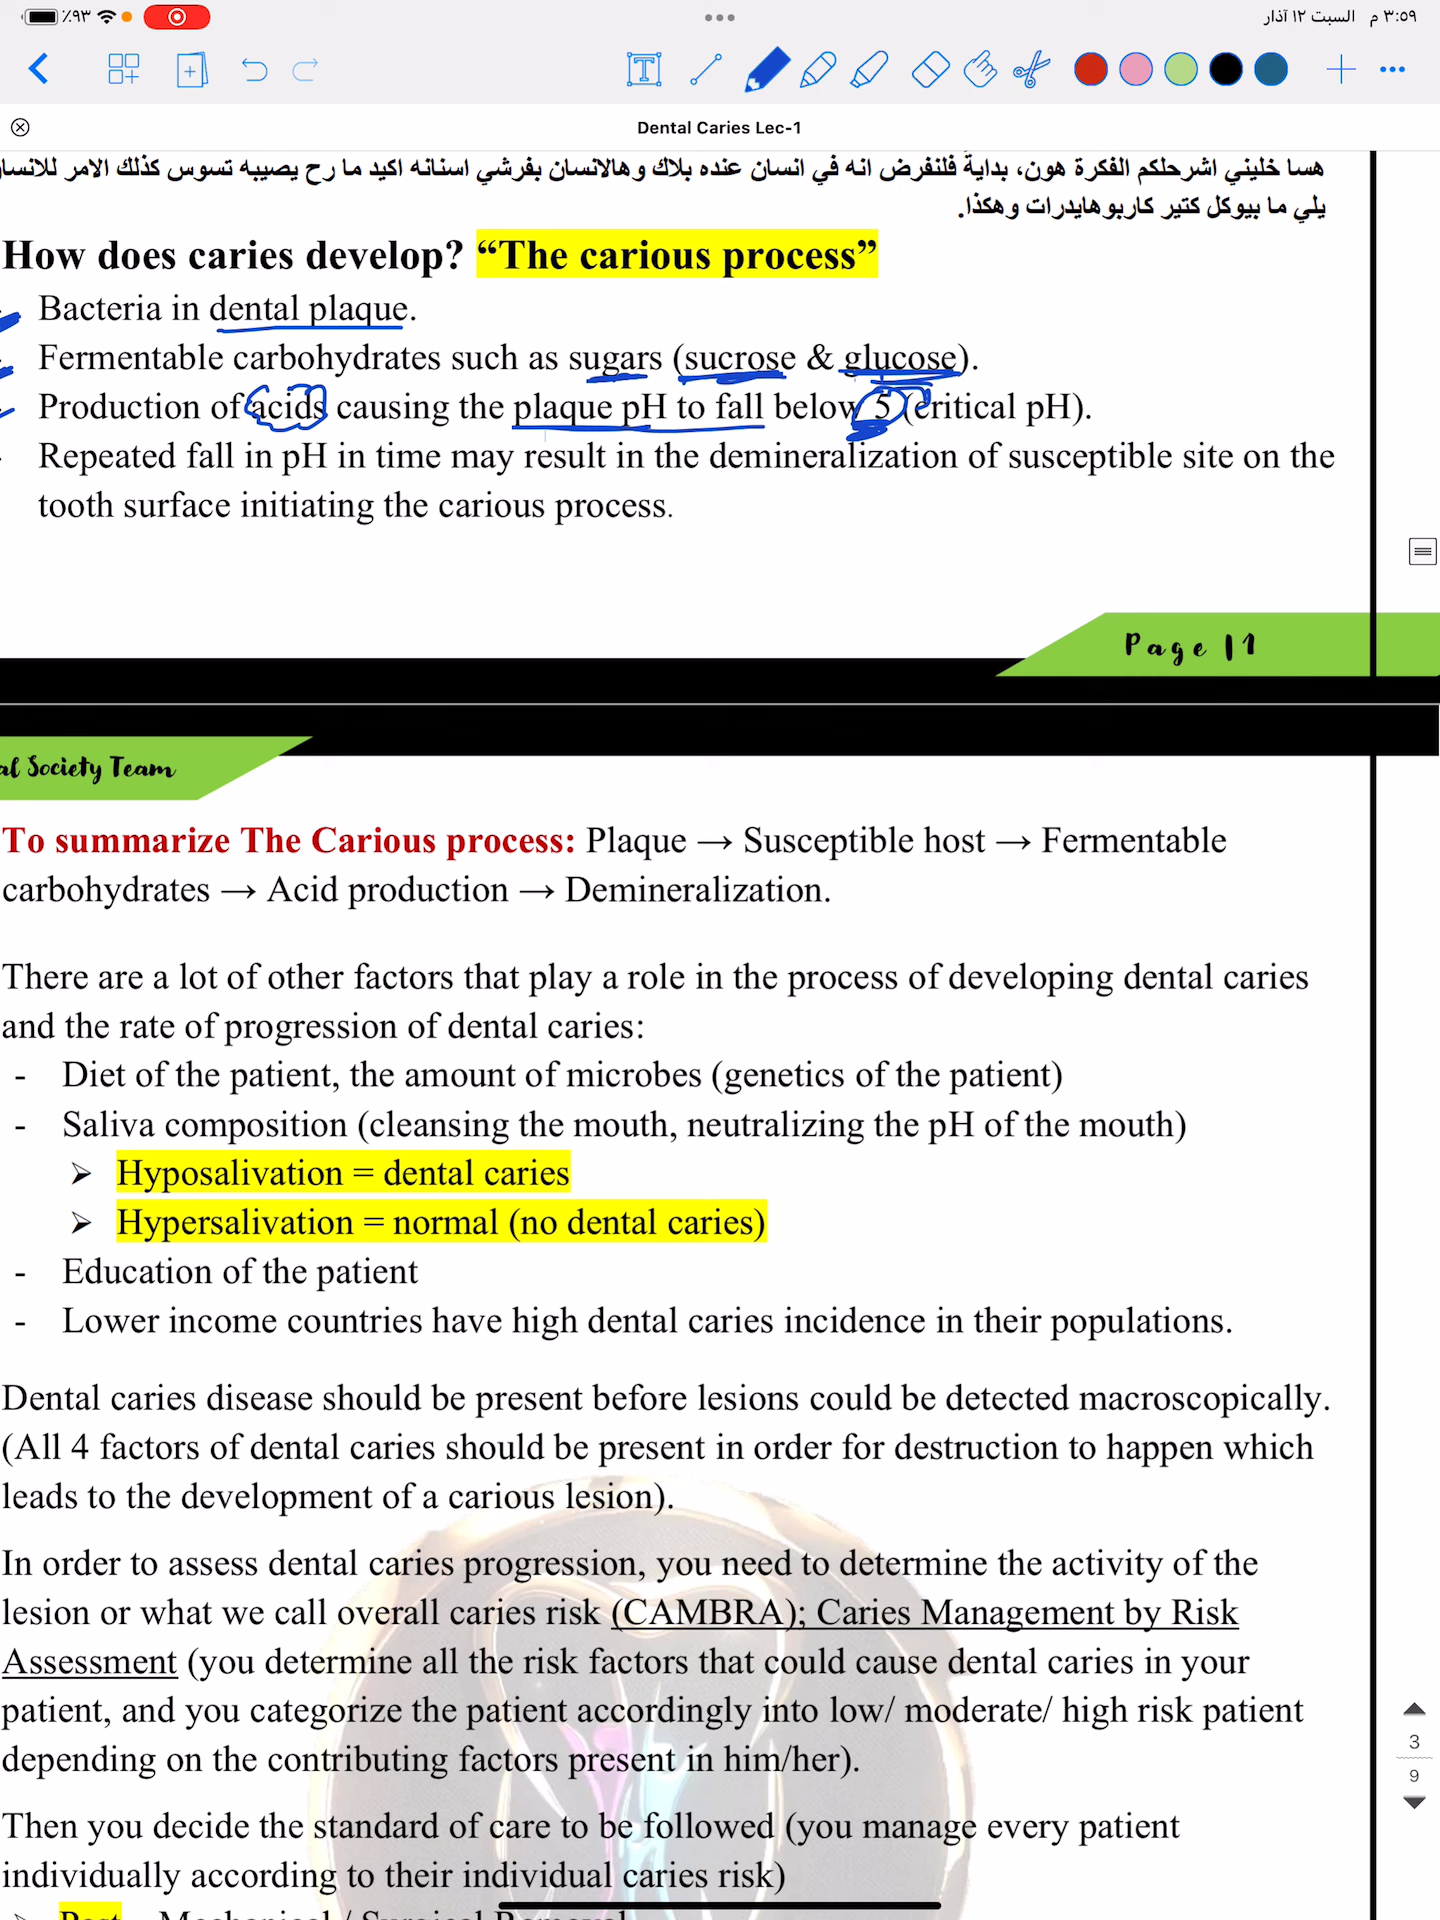 ٪٩٣
٣:٥٩ م السبت ١٢ آذار
Dental Caries Lec-1
هسا خليني اشرحلكم الفكرة هون، بداية فلنفرض انه في انسان عنده بلاك وهالانسان بفرشي اسنانه اكيد ما رح يصيبه تسوس كذلك الامر
يلي ما بيوكل كتير كاربوهايدرات وهكذا.
How does caries develop? “The carious process”
Bacteria in dental plaque.
Fermentable carbohydrates such as sugars (sucrose & glucose).
Production of acids causing the plaque pH to fall below 5 (critical pH).
Repeated fall in pH in time may result in the demineralization of susceptible site on the
tooth surface initiating the carious process.
Page | 1
Society Team
To summarize The Carious process: Plaque → Susceptible host → Fermentable
carbohydrates → Acid production → Demineralization.
There are a lot of other factors that play a role in the process of developing dental caries
and the rate of progression of dental caries:
- Diet of the patient, the amount of microbes (genetics of the patient)
- Saliva composition (cleansing the mouth, neutralizing the pH of the mouth)
➢ Hyposalivation = dental caries
➢ Hypersalivation = normal (no dental caries)
- Education of the patient
- Lower income countries have high dental caries incidence in their populations.
Dental caries disease should be present before lesions could be detected macroscopically.
(All 4 factors of dental caries should be present in order for destruction to happen which
leads to the development of a carious lesion).
In order to assess dental caries progression, you need to determine the activity of the
lesion or what we call overall caries risk (CAMBRA); Caries Management by Risk
Assessment (you determine all the risk factors that could cause dental caries in your
patient, and you categorize the patient accordingly into low/ moderate/ high risk patient
depending on the contributing factors present in him/her).
3
9
Then you decide the standard of care to be followed (you manage every patient
individually according to their individual caries risk)